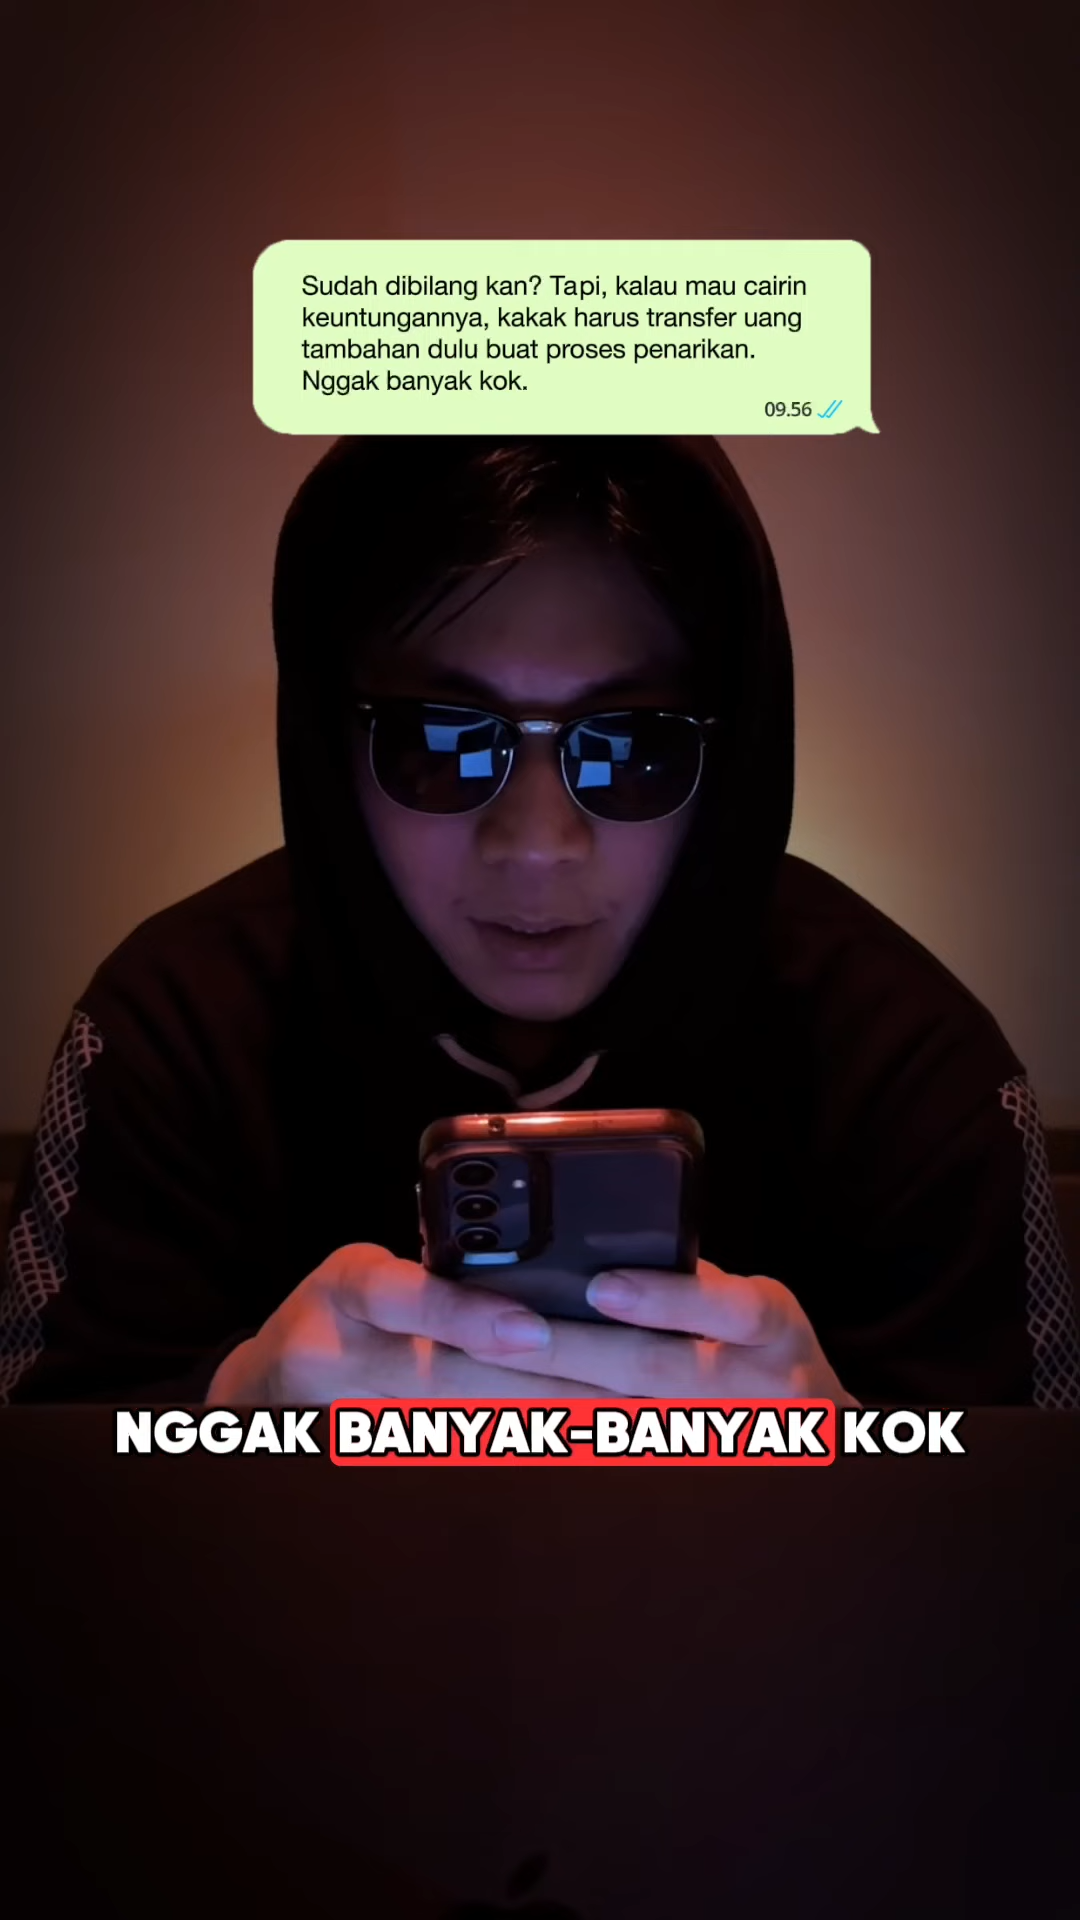 Sudah dibilang kan? Tapi, kalau mau cairin
keuntungannya, kakak harus transfer uang
tambahan dulu buat proses penarikan.
Nggak banyak kok.
09.56
NGGAK BANYAK-BANYAK KOK